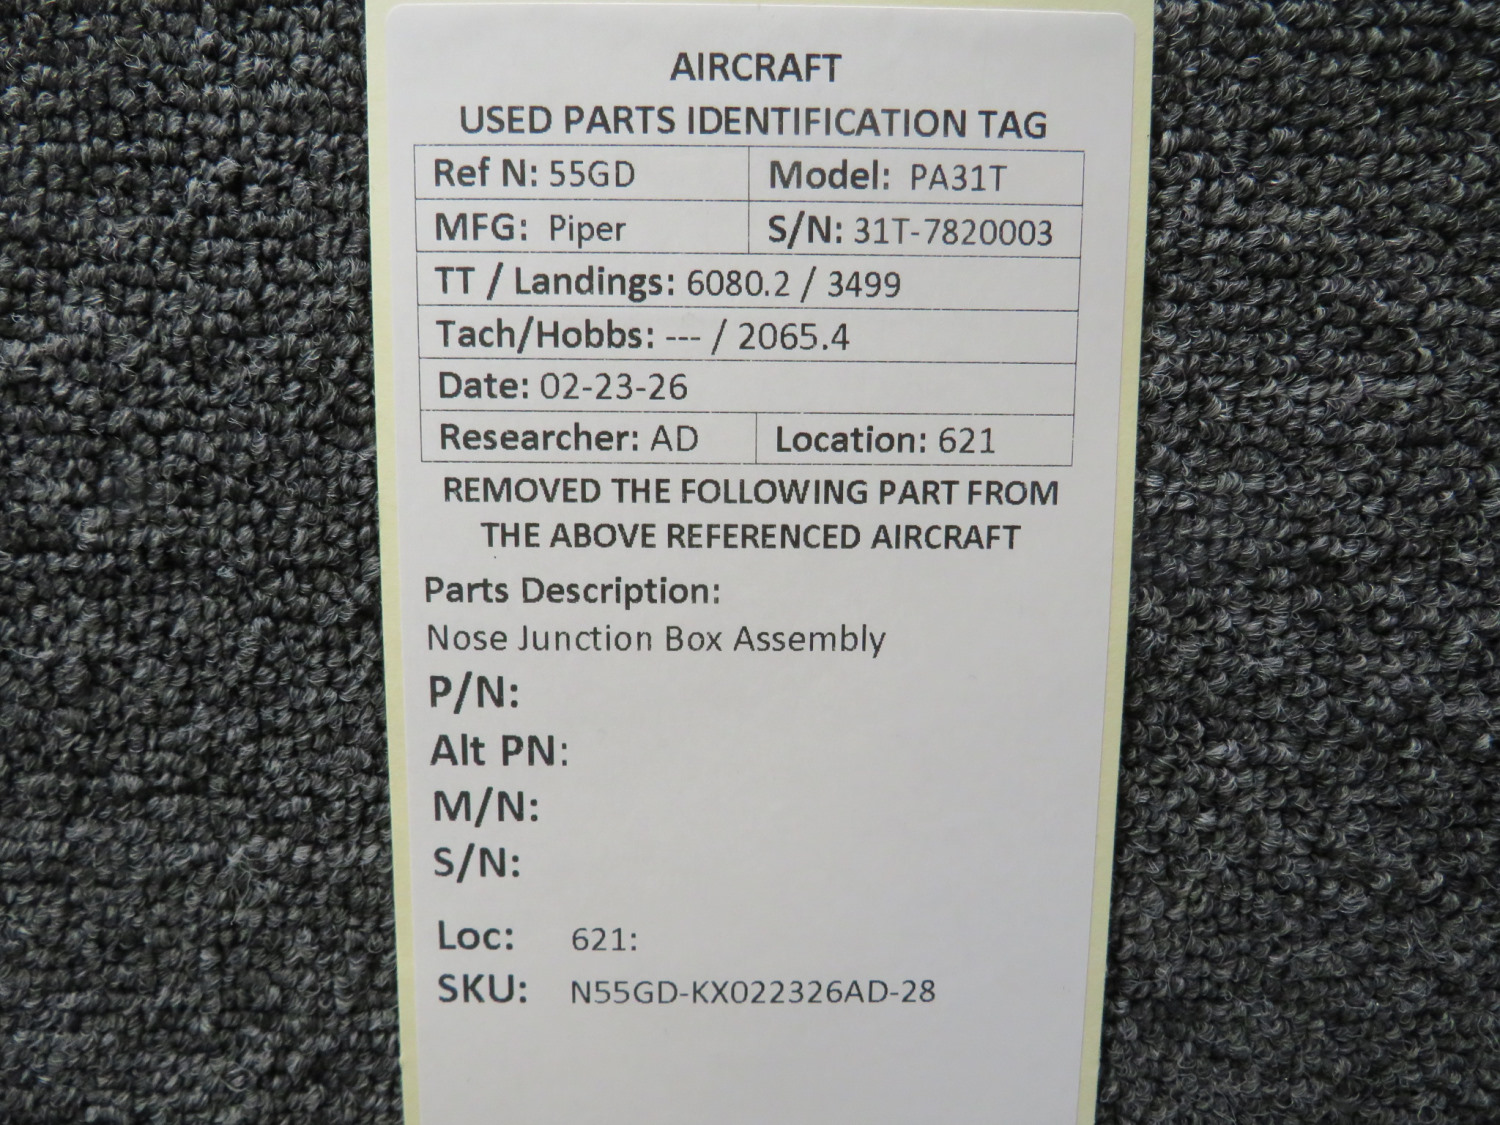 AIRCRAFT
USED PARTS IDENTIFICATION TAG
Ref N: 55GD Model: PA31T
MFG: Piper S/N: 31T-7820003
TT / Landings: 6080.2 / 3499
Tach/Hobbs: --- / 2065.4
Date: 02-23-26
Researcher: AD Location: 621
REMOVED THE FOLLOWING PART FROM
THE ABOVE REFERENCED AIRCRAFT
Parts Description:
Nose Junction Box Assembly
P/N:
Alt PN:
M/N:
S/N:
Loc: 621:
SKU: N55GD-KX022326AD-28